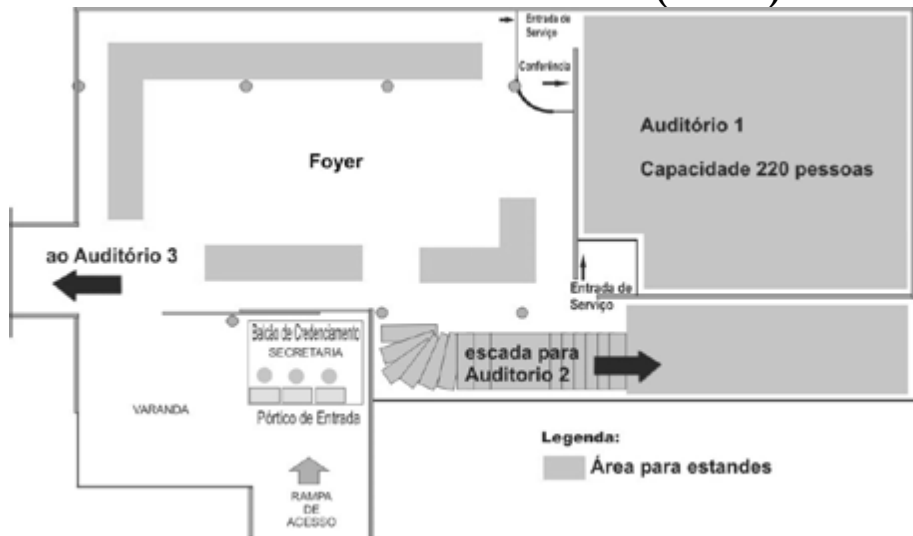 Entrada de
Serviço
Conferência
Auditório 1
Capacidade 220 pessoas
Foyer
ao Auditório 3
Entrada de
Serviço
Balcão de Credenciamento
SECRETARIA
escada para
Auditorio 2
VARANDA
Pórtico de Entrada
Legenda:
Área para estandes
RAMPA
DE
ACESSO